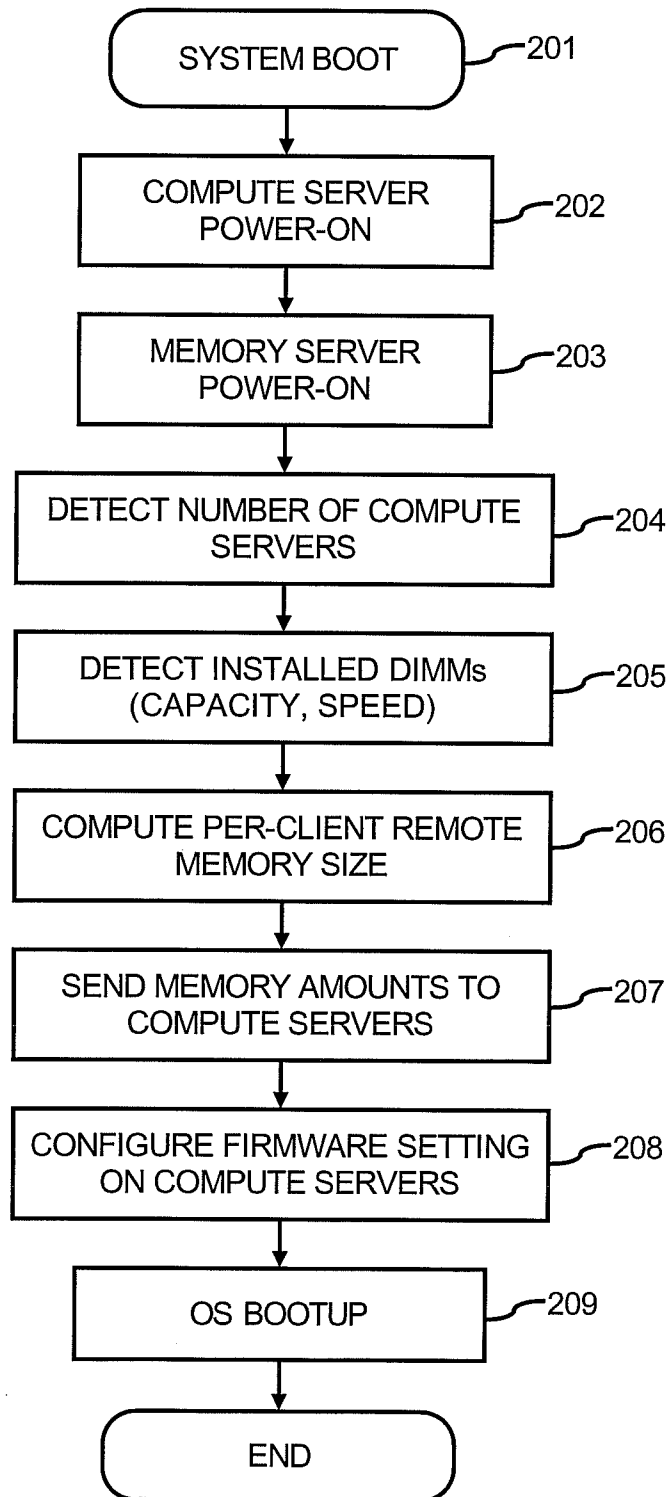 SYSTEM BOOT
201
COMPUTE SERVER
POWER-ON
202
MEMORY SERVER
POWER-ON
203
DETECT NUMBER OF COMPUTE
SERVERS
204
DETECT INSTALLED DIMMs
(CAPACITY, SPEED)
205
COMPUTE PER-CLIENT REMOTE
MEMORY SIZE
206
SEND MEMORY AMOUNTS TO
COMPUTE SERVERS
207
CONFIGURE FIRMWARE SETTING
ON COMPUTE SERVERS
208
OS BOOTUP
209
END